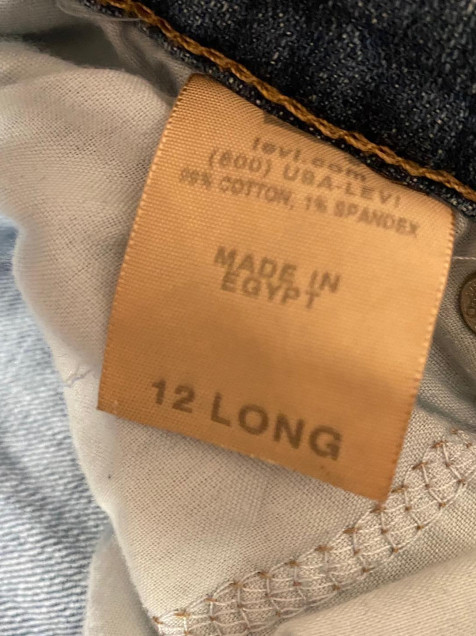 levi.com
(800) USA-LEVI
99% COTTON, 1% SPANDEX
MADE IN
EGYPT
12 LONG